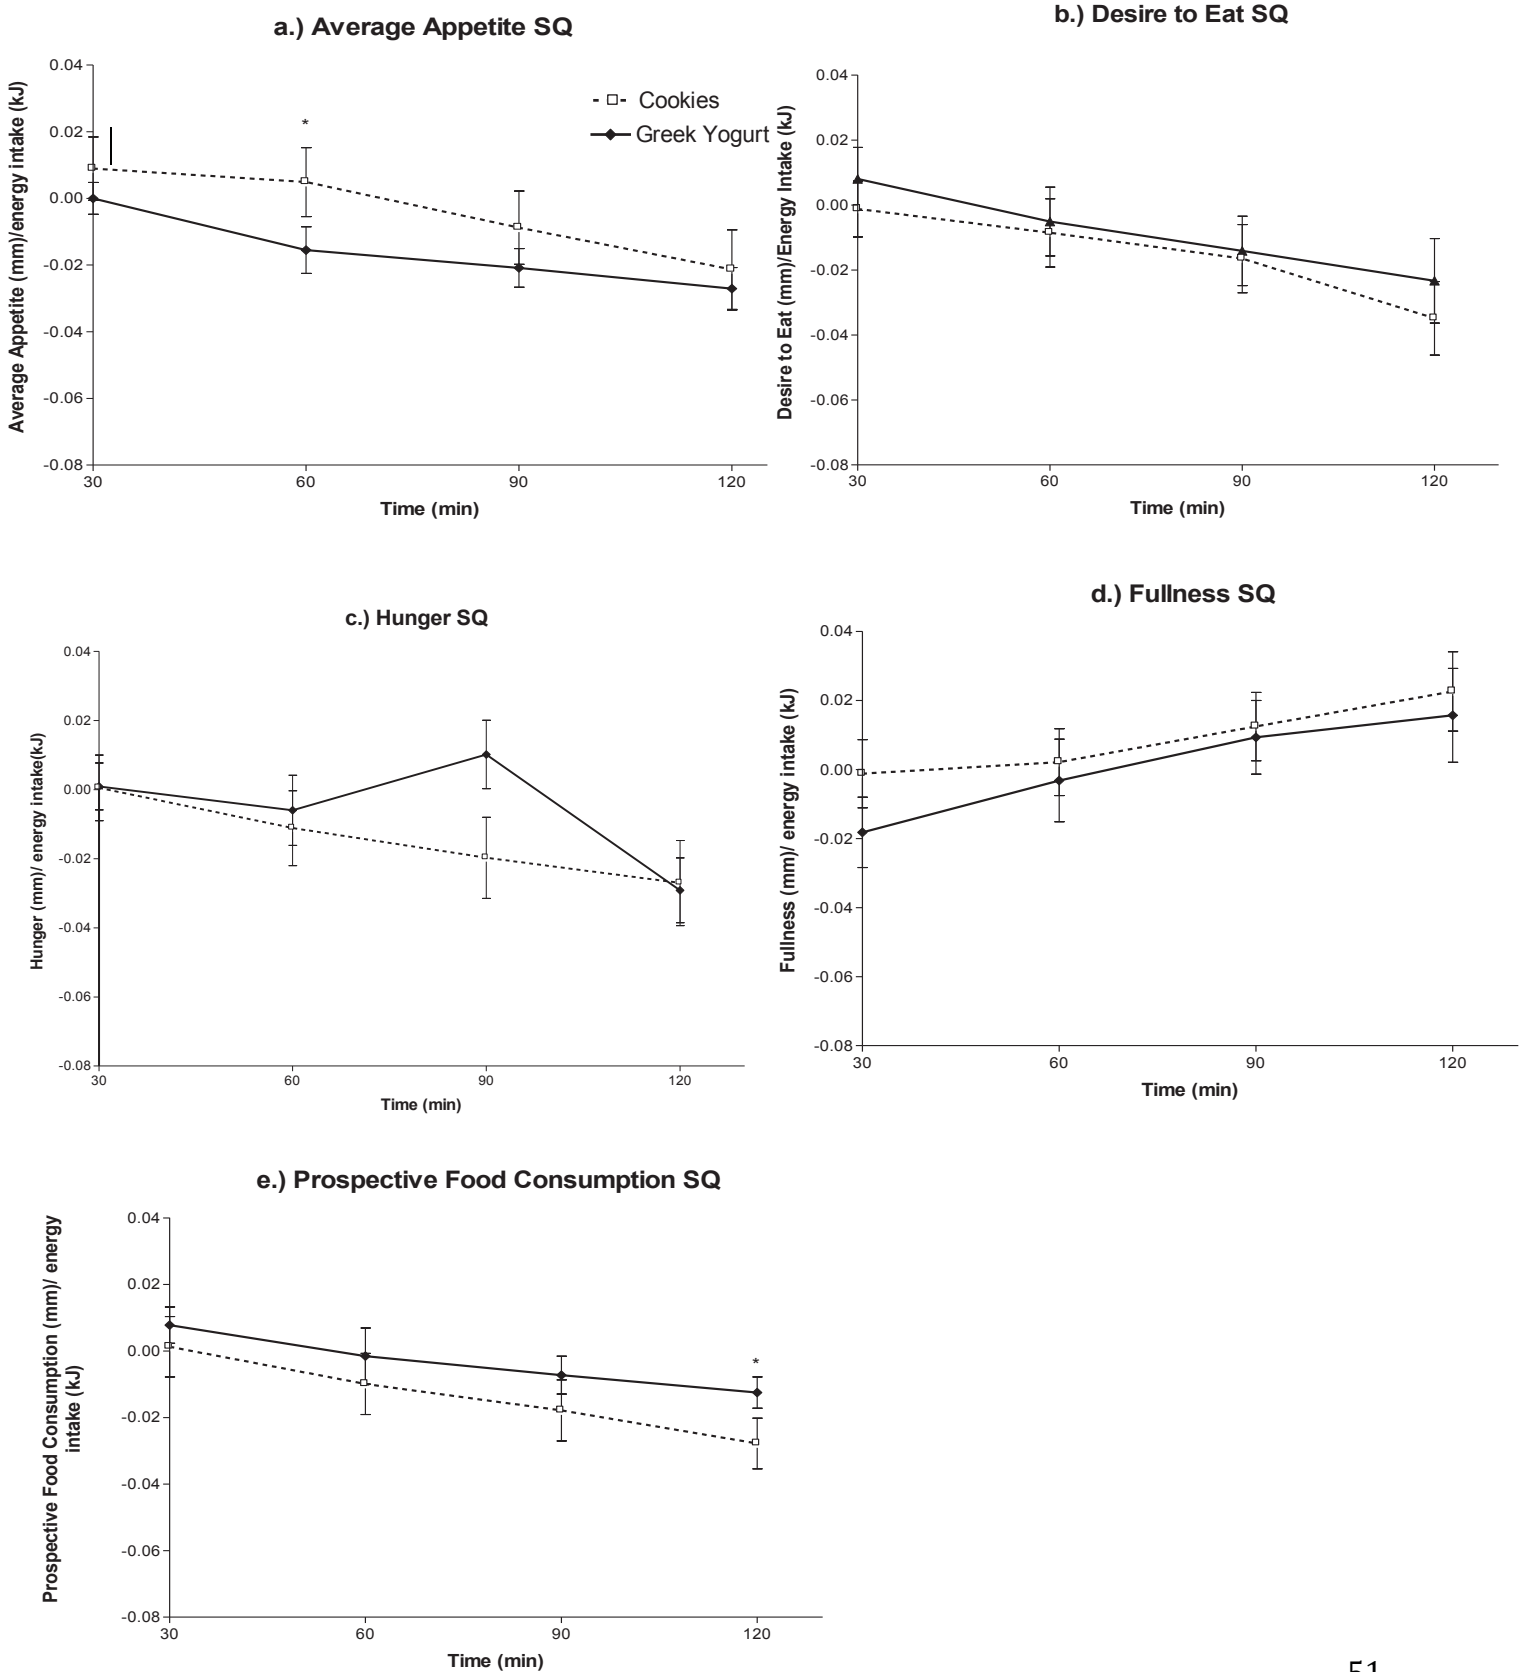 a.) Average Appetite SQ
Average Appetite (mm)/energy intake (kJ)
0.04
0.02
0.00
-0.02
-0.04
-0.06
-0.08
*
Cookies
Greek Yogurt
30 60 90 120
Time (min)
b.) Desire to Eat SQ
Desire to Eat (mm)/Energy Intake (kJ)
0.04
0.02
0.00
-0.02
-0.04
-0.06
-0.08
30 60 90 120
Time (min)
c.) Hunger SQ
Hunger (mm)/ energy intake(kJ)
0.04
0.02
0.00
-0.02
-0.04
-0.06
-0.08
30 60 90 120
Time (min)
d.) Fullness SQ
Fullness (mm)/ energy intake (kJ)
0.04
0.02
0.00
-0.02
-0.04
-0.06
-0.08
30 60 90 120
Time (min)
e.) Prospective Food Consumption SQ
Prospective Food Consumption (mm)/ energy
intake (kJ)
0.04
0.02
0.00
-0.02
-0.04
-0.06
-0.08
*
30 60 90 120
Time (min)
51